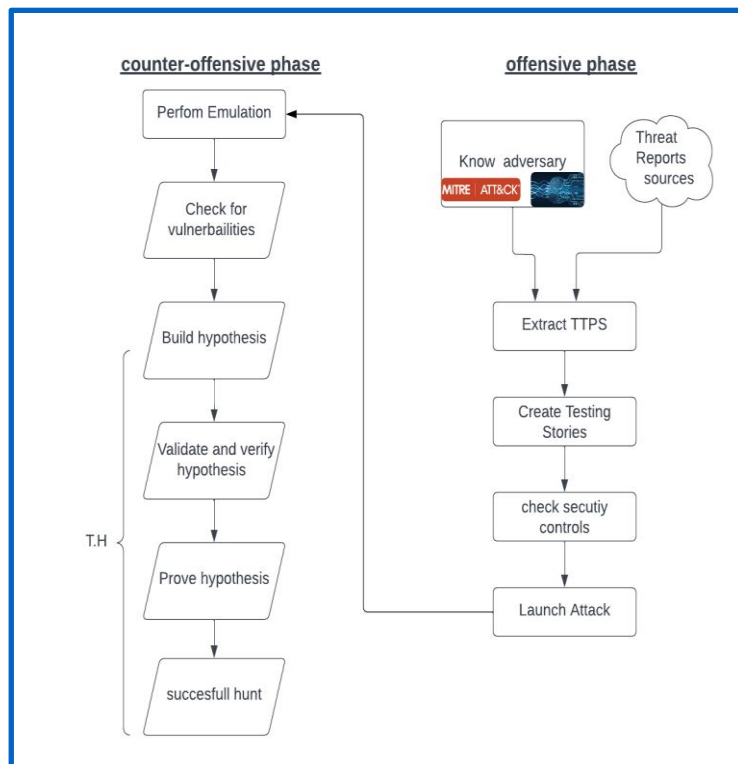 counter-offensive phase
Perfom Emulation
Check for
vulnerbailities
Build hypothesis
Validate and verify
hypothesis
Prove hypothesis
succesfull hunt
T.H
offensive phase
Know adversary
MITRE | ATT&CK
Threat
Reports
sources
Extract TTPS
Create Testing
Stories
check secutiy
controls
Launch Attack